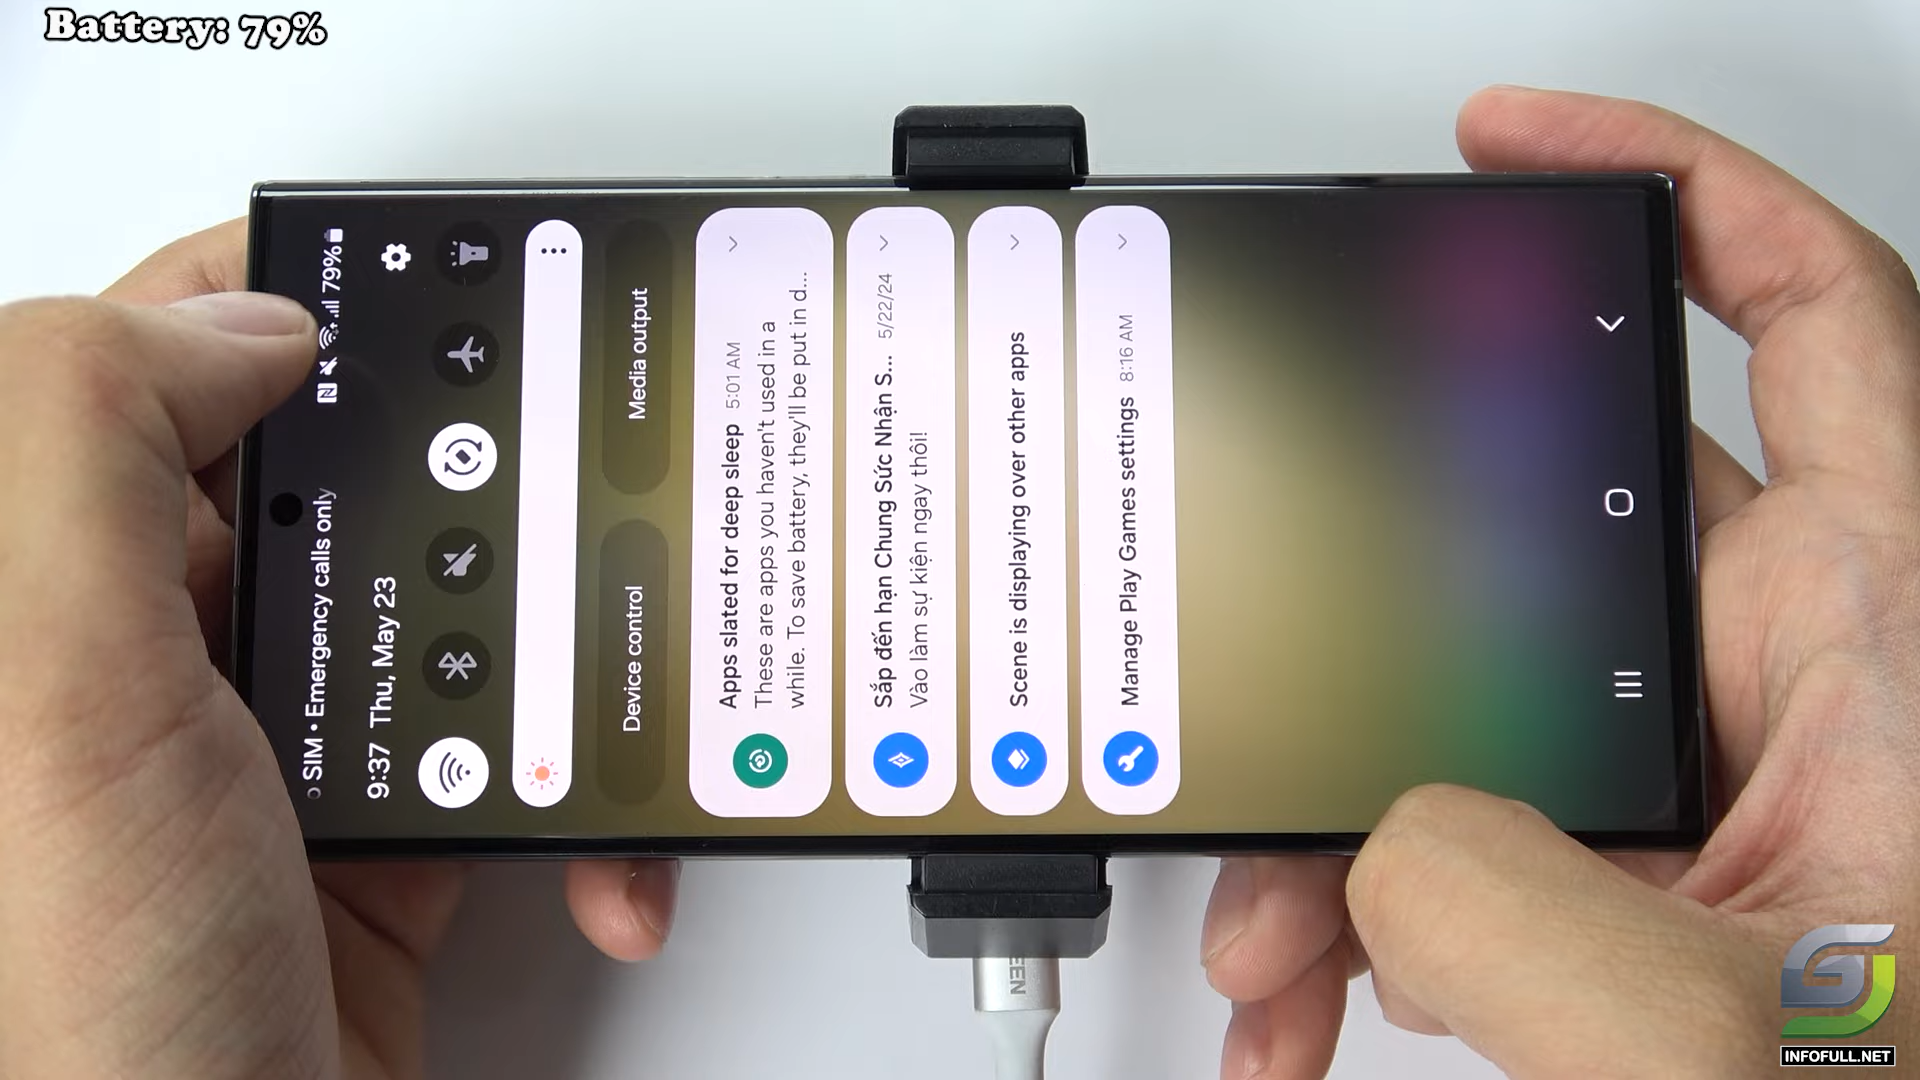 Battery: 79%
o SIM • Emergency calls only
79%
9:37 Thu, May 23
Device control
Media output
Apps slated for deep sleep 5:01 AM
These are apps you haven't used in a
while. To save battery, they'll be put in d...
Sắp đến hạn Chung Sức Nhận S... 5/22/24
Vào làm sự kiện ngay thôi!
Scene is displaying over other apps
Manage Play Games settings 8:16 AM
EEN
INFOFULL.NET